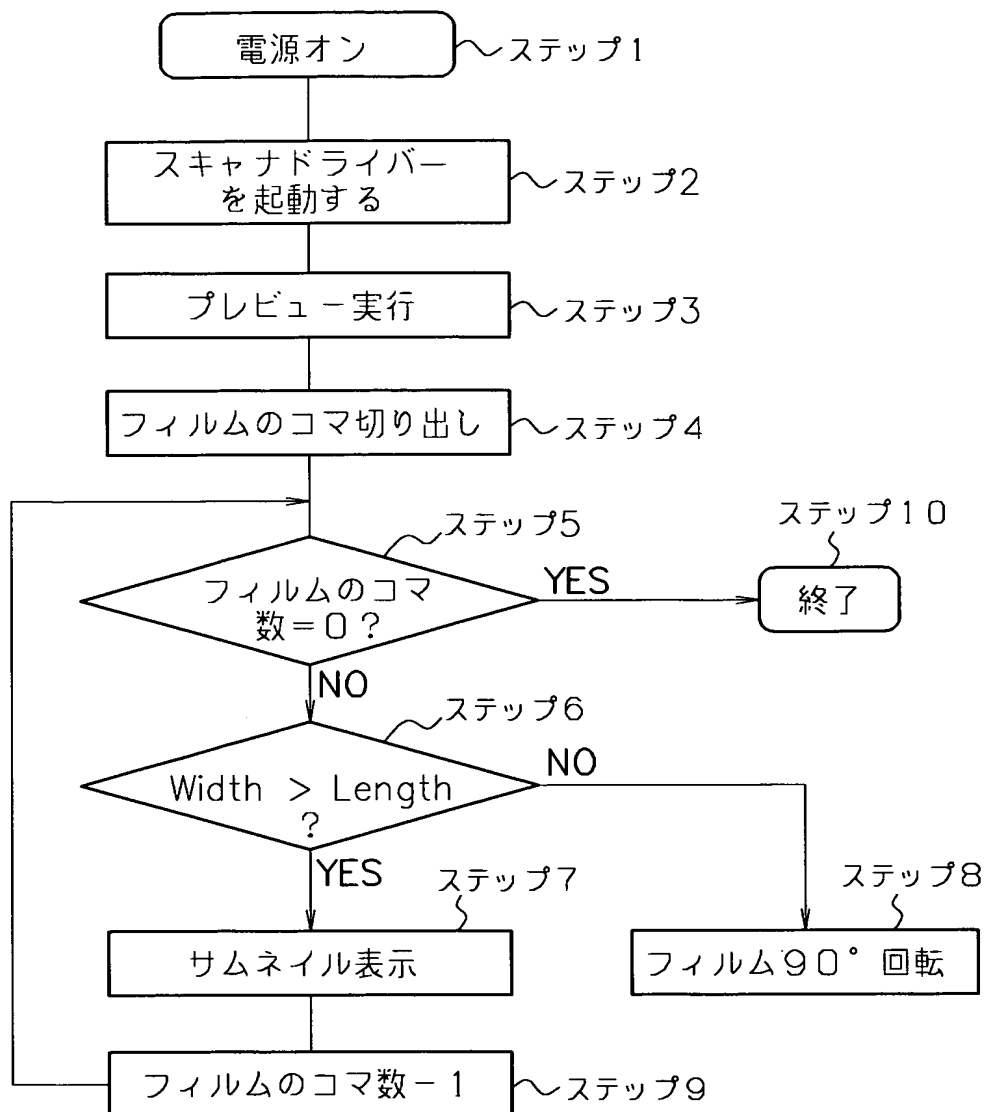 電源オン
ステップ1
スキャナドライバー
を起動する
ステップ2
プレビュー実行
ステップ3
フィルムのコマ切り出し
ステップ4
ステップ5
フィルムのコマ
数=0?
YES
ステップ10
終了
NO
ステップ6
Width > Length
?
NO
YES
ステップ7
サムネイル表示
ステップ8
フィルム90°回転
フィルムのコマ数-1
ステップ9